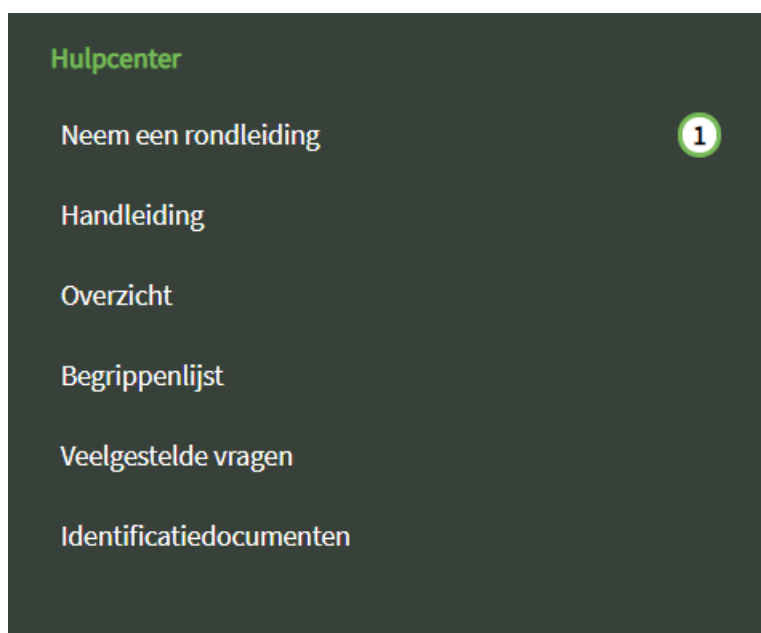 Hulpcenter
Neem een rondleiding 1
Handleiding
Overzicht
Begrippenlijst
Veelgestelde vragen
Identificatiedocumenten